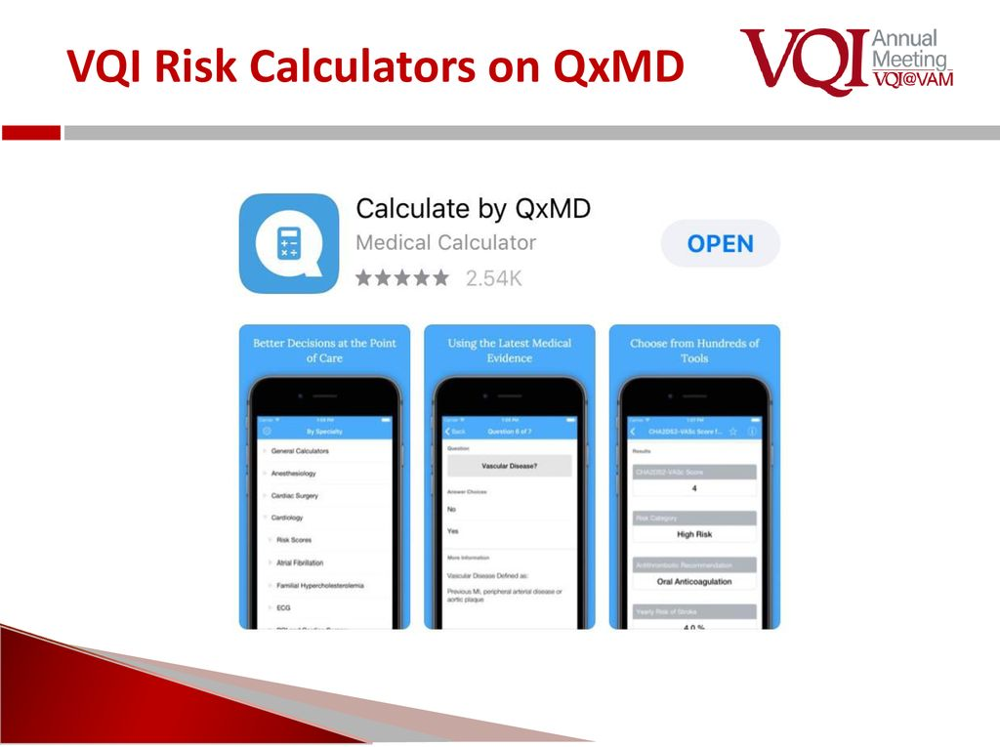 VQI Risk Calculators on QxMD
VQI Annual
Meeting
VQI@VAM
Calculate by QxMD
Medical Calculator
2.54K
OPEN
Better Decisions at the Point
of Care
By Specialty
General Calculators
Anesthesiology
Cardiac Surgery
Cardiology
Risk Scores
Atrial Fibrillation
Familial Hypercholesterolemia
ECG
Using the Latest Medical
Evidence
Back
Question 6 of 7
Question
Vascular Disease?
Answer Choices
No
Yes
More Information
Vascular Disease Defined as:
Previous MI, peripheral arterial disease or
aortic plaque
Choose from Hundreds of
Tools
CHA2DS2-VASc Score f...
Results
CHA2DS2-VASc Score
4
Risk Category
High Risk
Antithrombotic Recommendation
Oral Anticoagulation
Yearly Risk of Stroke
4.0 %